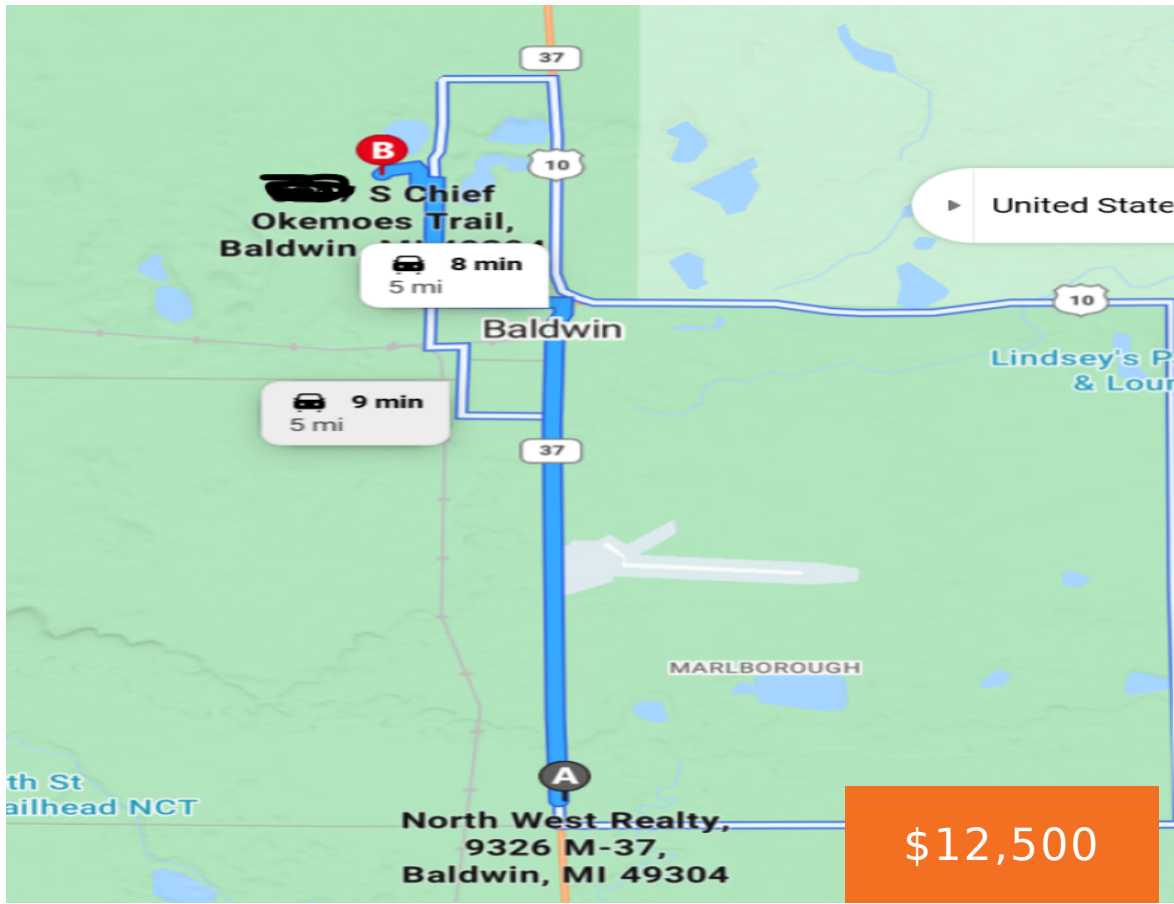 37
B
10
S Chief
Okemoes Trail,
Baldwin,
8 min
5 mi
United State
Baldwin
10
Lindsey's P
& Lour
9 min
5 mi
37
MARLBOROUGH
A
th St
ailhead NCT
North West Realty,
9326 M-37,
Baldwin, MI 49304
$12,500